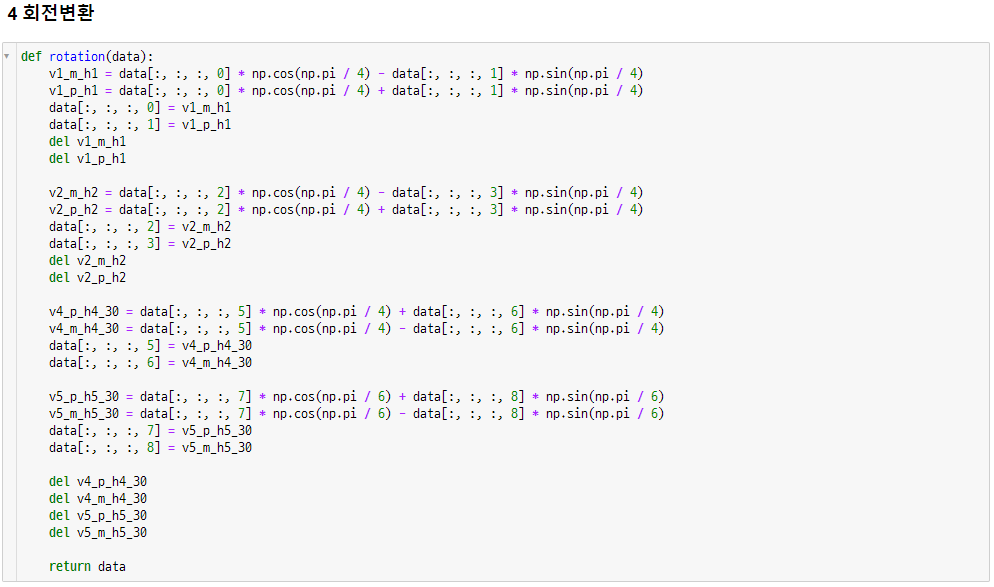 4 회전변환
def rotation(data):
    v1_m_h1 = data[:, :, :, 0] * np.cos(np.pi / 4) - data[:, :, :, 1] * np.sin(np.pi / 4)
    v1_p_h1 = data[:, :, :, 0] * np.cos(np.pi / 4) + data[:, :, :, 1] * np.sin(np.pi / 4)
    data[:, :, :, 0] = v1_m_h1
    data[:, :, :, 1] = v1_p_h1
    del v1_m_h1
    del v1_p_h1

    v2_m_h2 = data[:, :, :, 2] * np.cos(np.pi / 4) - data[:, :, :, 3] * np.sin(np.pi / 4)
    v2_p_h2 = data[:, :, :, 2] * np.cos(np.pi / 4) + data[:, :, :, 3] * np.sin(np.pi / 4)
    data[:, :, :, 2] = v2_m_h2
    data[:, :, :, 3] = v2_p_h2
    del v2_m_h2
    del v2_p_h2

    v4_p_h4_30 = data[:, :, :, 5] * np.cos(np.pi / 4) + data[:, :, :, 6] * np.sin(np.pi / 4)
    v4_m_h4_30 = data[:, :, :, 5] * np.cos(np.pi / 4) - data[:, :, :, 6] * np.sin(np.pi / 4)
    data[:, :, :, 5] = v4_p_h4_30
    data[:, :, :, 6] = v4_m_h4_30

    v5_p_h5_30 = data[:, :, :, 7] * np.cos(np.pi / 6) + data[:, :, :, 8] * np.sin(np.pi / 6)
    v5_m_h5_30 = data[:, :, :, 7] * np.cos(np.pi / 6) - data[:, :, :, 8] * np.sin(np.pi / 6)
    data[:, :, :, 7] = v5_p_h5_30
    data[:, :, :, 8] = v5_m_h5_30

    del v4_p_h4_30
    del v4_m_h4_30
    del v5_p_h5_30
    del v5_m_h5_30

    return data